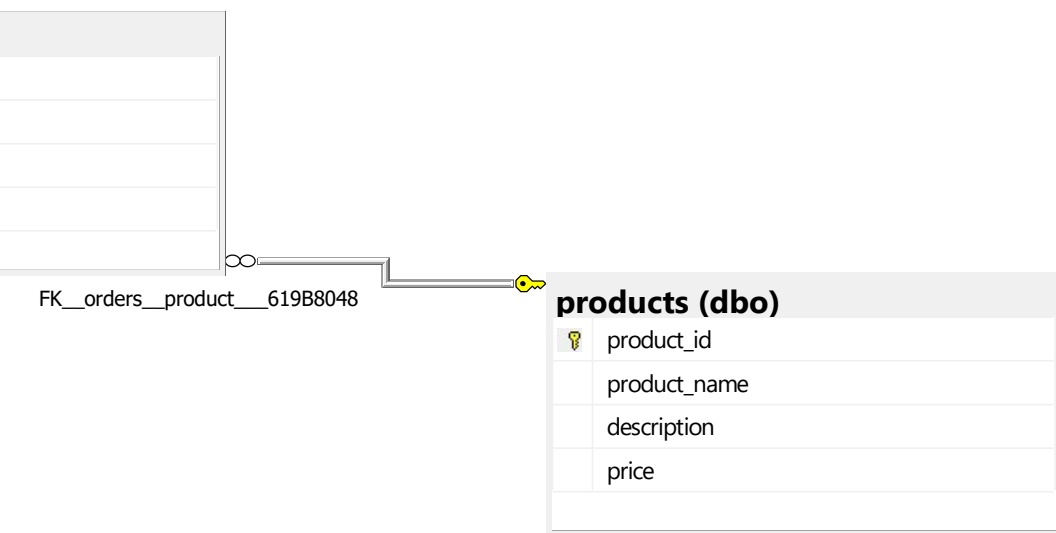 FK__orders__product___619B8048
products (dbo)
product_id
product_name
description
price